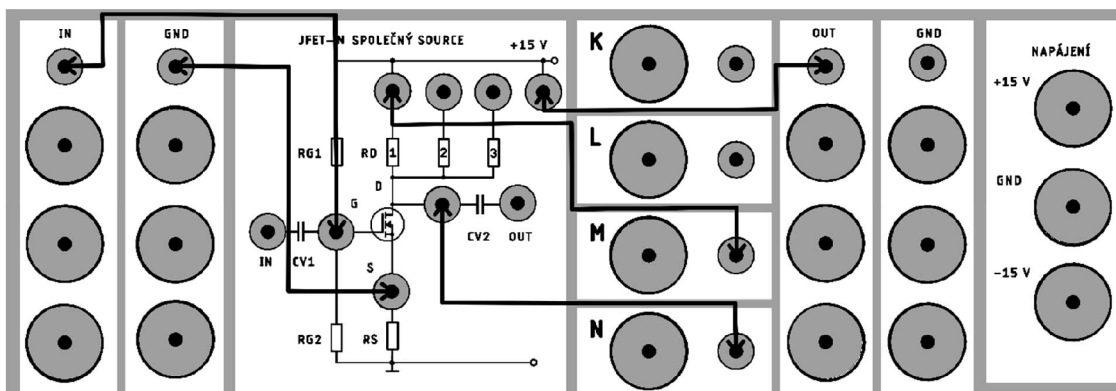 IN
GND
JFET-N SPOLEČNÝ SOURCE
+15 V
RG1
RD
1
2
3
D
G
IN
CV1
CV2
OUT
S
RG2
RS
K
L
M
N
OUT
GND
NAPÁJENÍ
+15 V
GND
-15 V